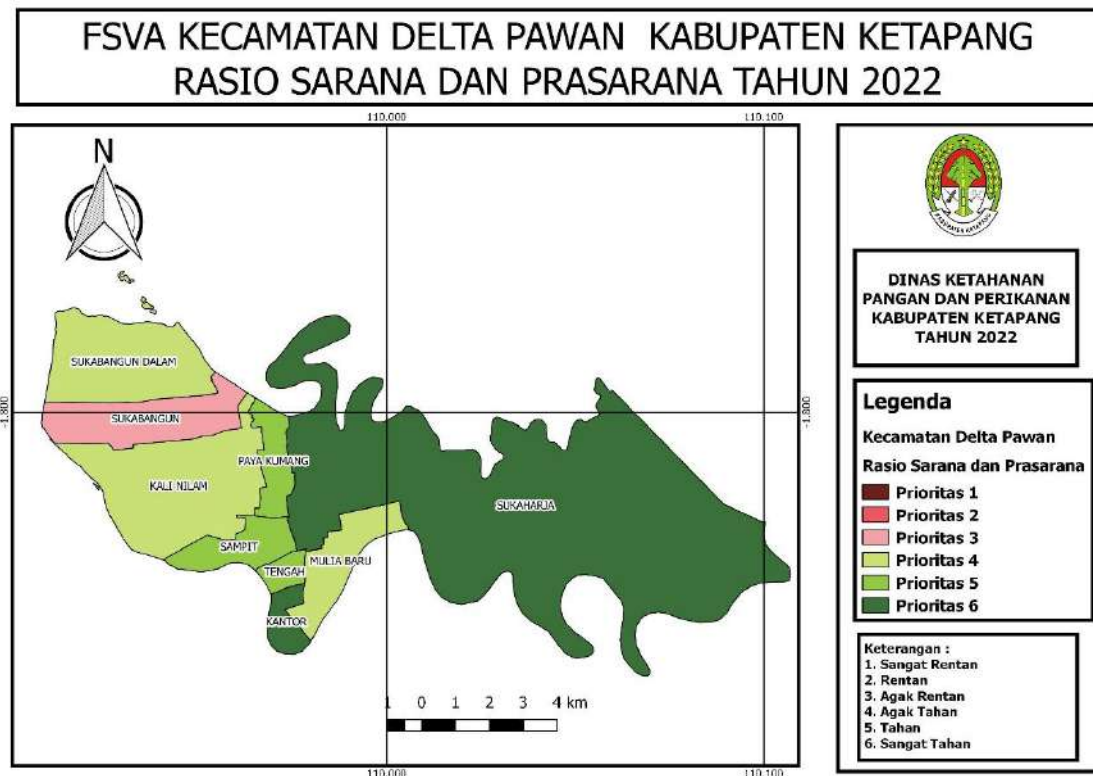 FSVA KECAMATAN DELTA PAWAN KABUPATEN KETAPANG
RASIO SARANA DAN PRASARANA TAHUN 2022
110.000
110.100
N
SUKABANGUN DALAM
-1.800
-1.800
SUKABANGUN
PAYA KUMANG
KALI NILAM
SUKAHARJA
SAMPIT
MULIA BARU
TENGAH
KANTOR
1 0 1 2 3 4 km
110.000
110.100
KABUPATEN KETAPANG
DINAS KETAHANAN
PANGAN DAN PERIKANAN
KABUPATEN KETAPANG
TAHUN 2022
Legenda
Kecamatan Delta Pawan
Rasio Sarana dan Prasarana
Prioritas 1
Prioritas 2
Prioritas 3
Prioritas 4
Prioritas 5
Prioritas 6
Keterangan :
1. Sangat Rentan
2. Rentan
3. Agak Rentan
4. Agak Tahan
5. Tahan
6. Sangat Tahan